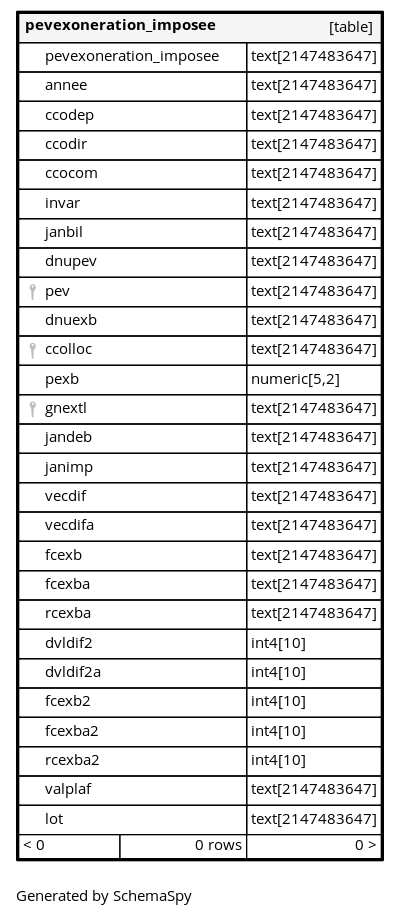 pevexoneration_imposee [table]
pevexoneration_imposee text[2147483647]
annee text[2147483647]
ccodep text[2147483647]
ccodir text[2147483647]
ccocom text[2147483647]
invar text[2147483647]
janbil text[2147483647]
dnupev text[2147483647]
pev text[2147483647]
dnuexb text[2147483647]
ccolloc text[2147483647]
pexb numeric[5,2]
gnextl text[2147483647]
jandeb text[2147483647]
janimp text[2147483647]
vecdif text[2147483647]
vecdifa text[2147483647]
fcexb text[2147483647]
fcexba text[2147483647]
rcexba text[2147483647]
dvldif2 int4[10]
dvldif2a int4[10]
fcexb2 int4[10]
fcexba2 int4[10]
rcexba2 int4[10]
valplaf text[2147483647]
lot text[2147483647]
< 0 0 rows 0 >
Generated by SchemaSpy